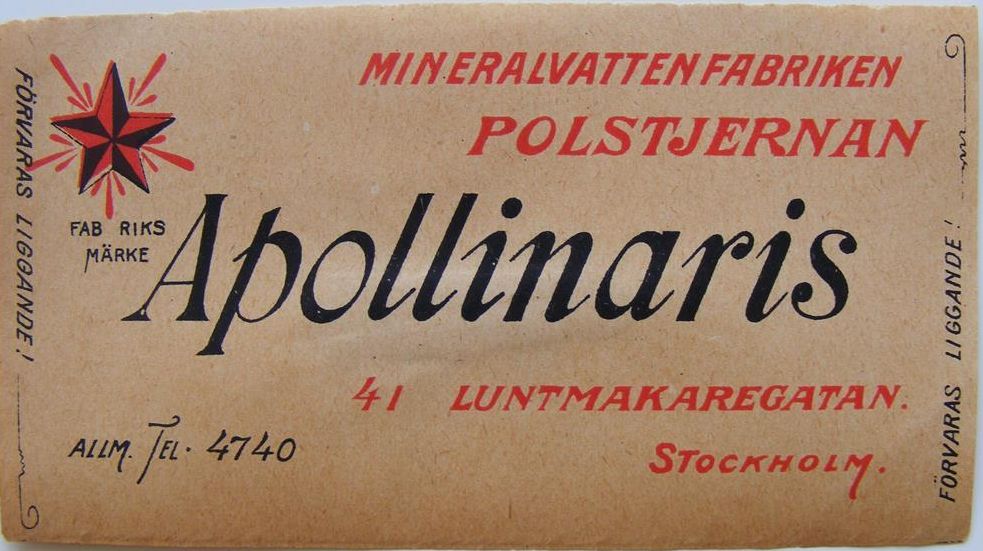 FÖRVARAS LIGGANDE!
FAB RIKS
MÄRKE
MINERALVATTENFABRIKEN
POLSTJERNAN
Apollinaris
41 LUNTMAKAREGATAN.
ALLM. TEL. 4740
STOCKHOLM.
FÖRVARAS LIGGANDE!